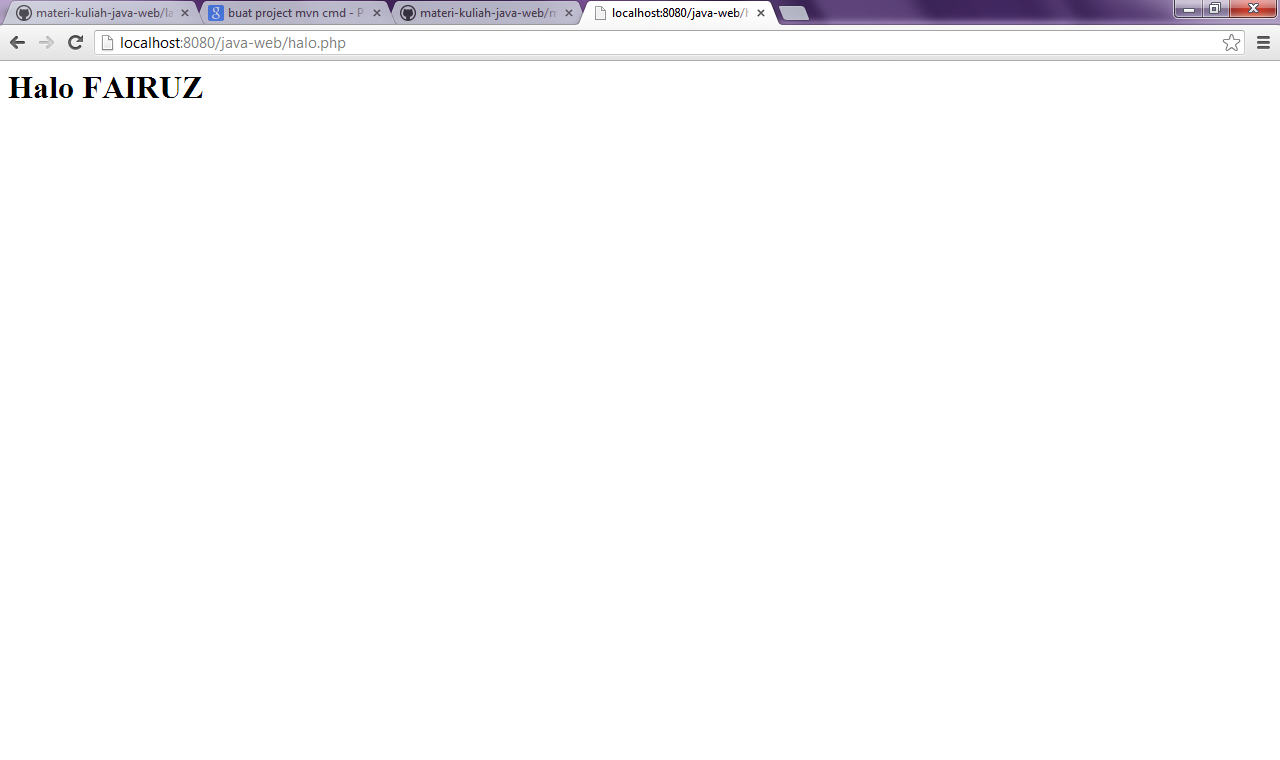 materi-kuliah-java-web/la
buat project mvn cmd - P
materi-kuliah-java-web/m
localhost:8080/java-web/h
localhost:8080/java-web/halo.php
Halo FAIRUZ